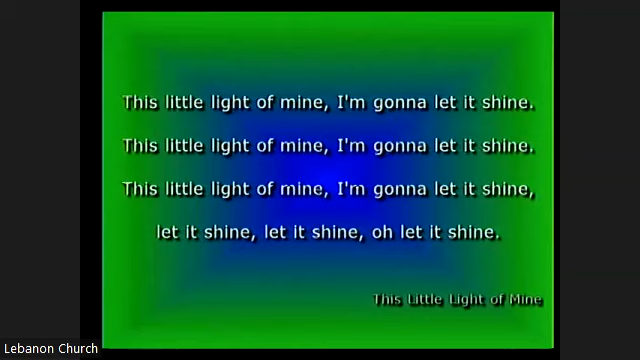 This little light of mine, I'm gonna let it shine.
This little light of mine, I'm gonna let it shine.
This little light of mine, I'm gonna let it shine,
let it shine, let it shine, oh let it shine.
This Little Light of Mine
Lebanon Church